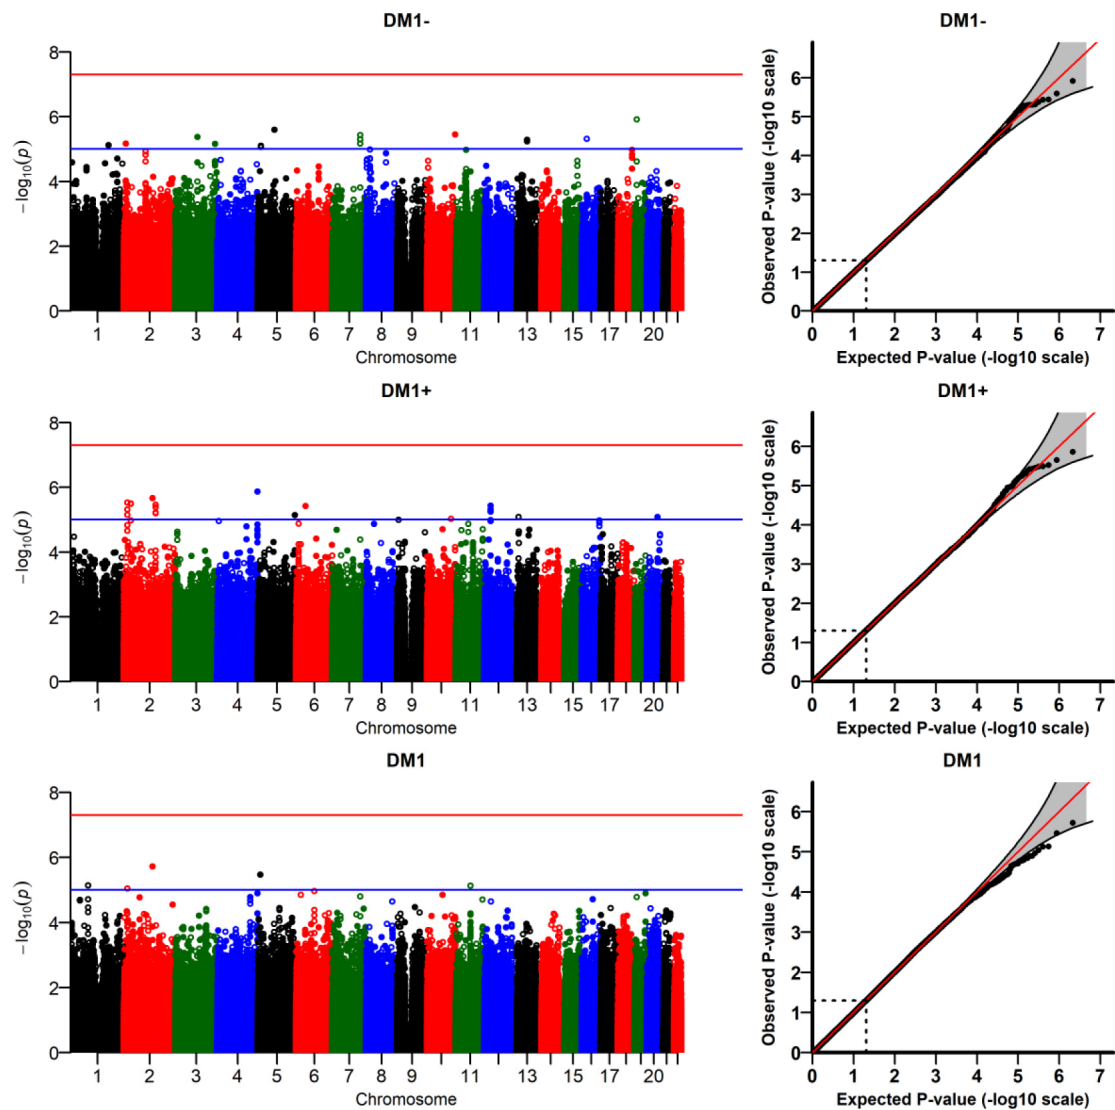 DM1-
8
6
4
2
0
−log10(p)
1 2 3 4 5 6 7 8 9 11 13 15 17 20
Chromosome
DM1-
6
5
4
3
2
1
0
Observed P-value (-log10 scale)
0 1 2 3 4 5 6 7
Expected P-value (-log10 scale)
DM1+
8
6
4
2
0
−log10(p)
1 2 3 4 5 6 7 8 9 11 13 15 17 20
Chromosome
DM1+
6
5
4
3
2
1
0
Observed P-value (-log10 scale)
0 1 2 3 4 5 6 7
Expected P-value (-log10 scale)
DM1
8
6
4
2
0
−log10(p)
1 2 3 4 5 6 7 8 9 11 13 15 17 20
Chromosome
DM1
6
5
4
3
2
1
0
Observed P-value (-log10 scale)
0 1 2 3 4 5 6 7
Expected P-value (-log10 scale)